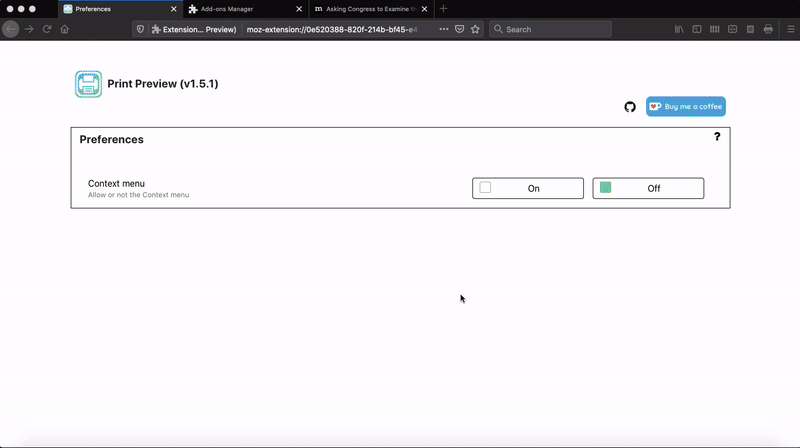 Preferences
Add-ons Manager
Asking Congress to Examine th
Extension... Preview)
moz-extension://0e520388-820f-214b-bf45-e4
Search
Print Preview (v1.5.1)
Buy me a coffee
Preferences
?
Context menu
Allow or not the Context menu
On
Off